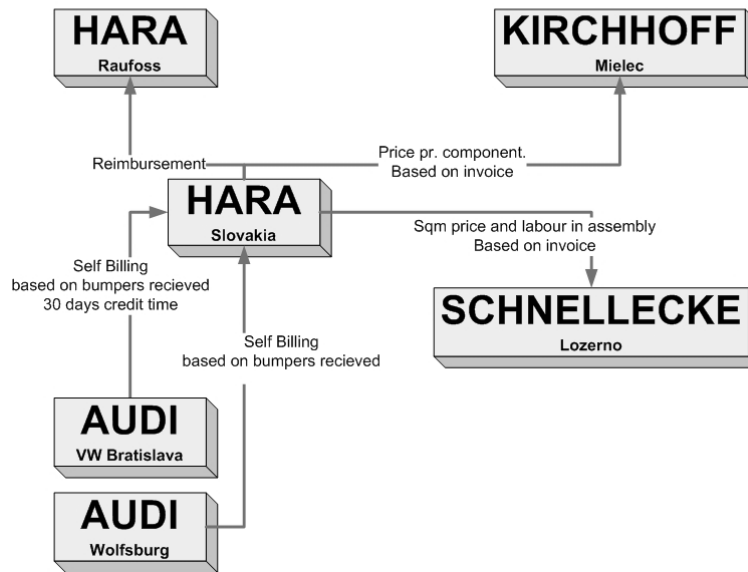 HARA
Raufoss
KIRCHHOFF
Mielec
Reimbursement
Price pr. component.
Based on invoice
HARA
Slovakia
Sqm price and labour in assembly
Based on invoice
Self Billing
based on bumpers recieved
30 days credit time
SCHNELLECKE
Lozerno
Self Billing
based on bumpers recieved
AUDI
VW Bratislava
AUDI
Wolfsburg